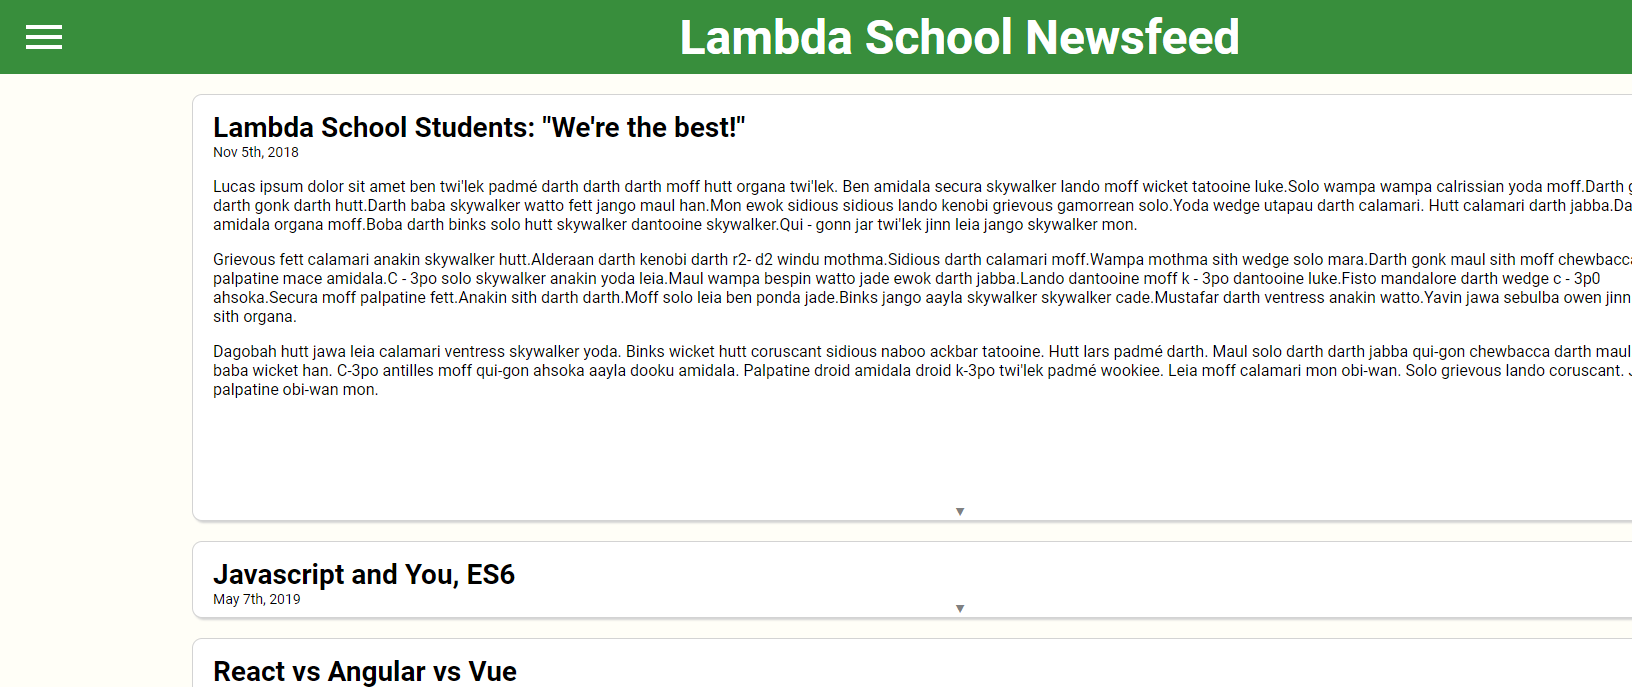 Lambda School Newsfeed
Lambda School Students: "We're the best!"
Nov 5th, 2018
Lucas ipsum dolor sit amet ben twi'lek padmé darth darth darth moff hutt organa twi'lek. Ben amidala secura skywalker lando moff wicket tatooine luke.Solo wampa wampa calrissian yoda moff.Darth
darth gonk darth hutt.Darth baba skywalker watto fett jango maul han.Mon ewok sidious sidious lando kenobi grievous gamorrean solo.Yoda wedge utapau darth calamari. Hutt calamari darth jabba.Da
amidala organa moff.Boba darth binks solo hutt skywalker dantooine skywalker.Qui - gonn jar twi'lek jinn leia jango skywalker mon.
Grievous fett calamari anakin skywalker hutt.Alderaan darth kenobi darth r2- d2 windu mothma.Sidious darth calamari moff.Wampa mothma sith wedge solo mara.Darth gonk maul sith moff chewbacca
palpatine mace amidala.C - 3po solo skywalker anakin yoda leia.Maul wampa bespin watto jade ewok darth jabba.Lando dantooine moff k - 3po dantooine luke.Fisto mandalore darth wedge c - 3p0
ahsoka.Secura moff palpatine fett.Anakin sith darth darth.Moff solo leia ben ponda jade.Binks jango aayla skywalker skywalker cade.Mustafar darth ventress anakin watto.Yavin jawa sebulba owen jinn
sith organa.
Dagobah hutt jawa leia calamari ventress skywalker yoda. Binks wicket hutt coruscant sidious naboo ackbar tatooine. Hutt lars padmé darth. Maul solo darth darth jabba qui-gon chewbacca darth maul
baba wicket han. C-3po antilles moff qui-gon ahsoka aayla dooku amidala. Palpatine droid amidala droid k-3po twi'lek padmé wookiee. Leia moff calamari mon obi-wan. Solo grievous lando coruscant.
palpatine obi-wan mon.
Javascript and You, ES6
May 7th, 2019
React vs Angular vs Vue